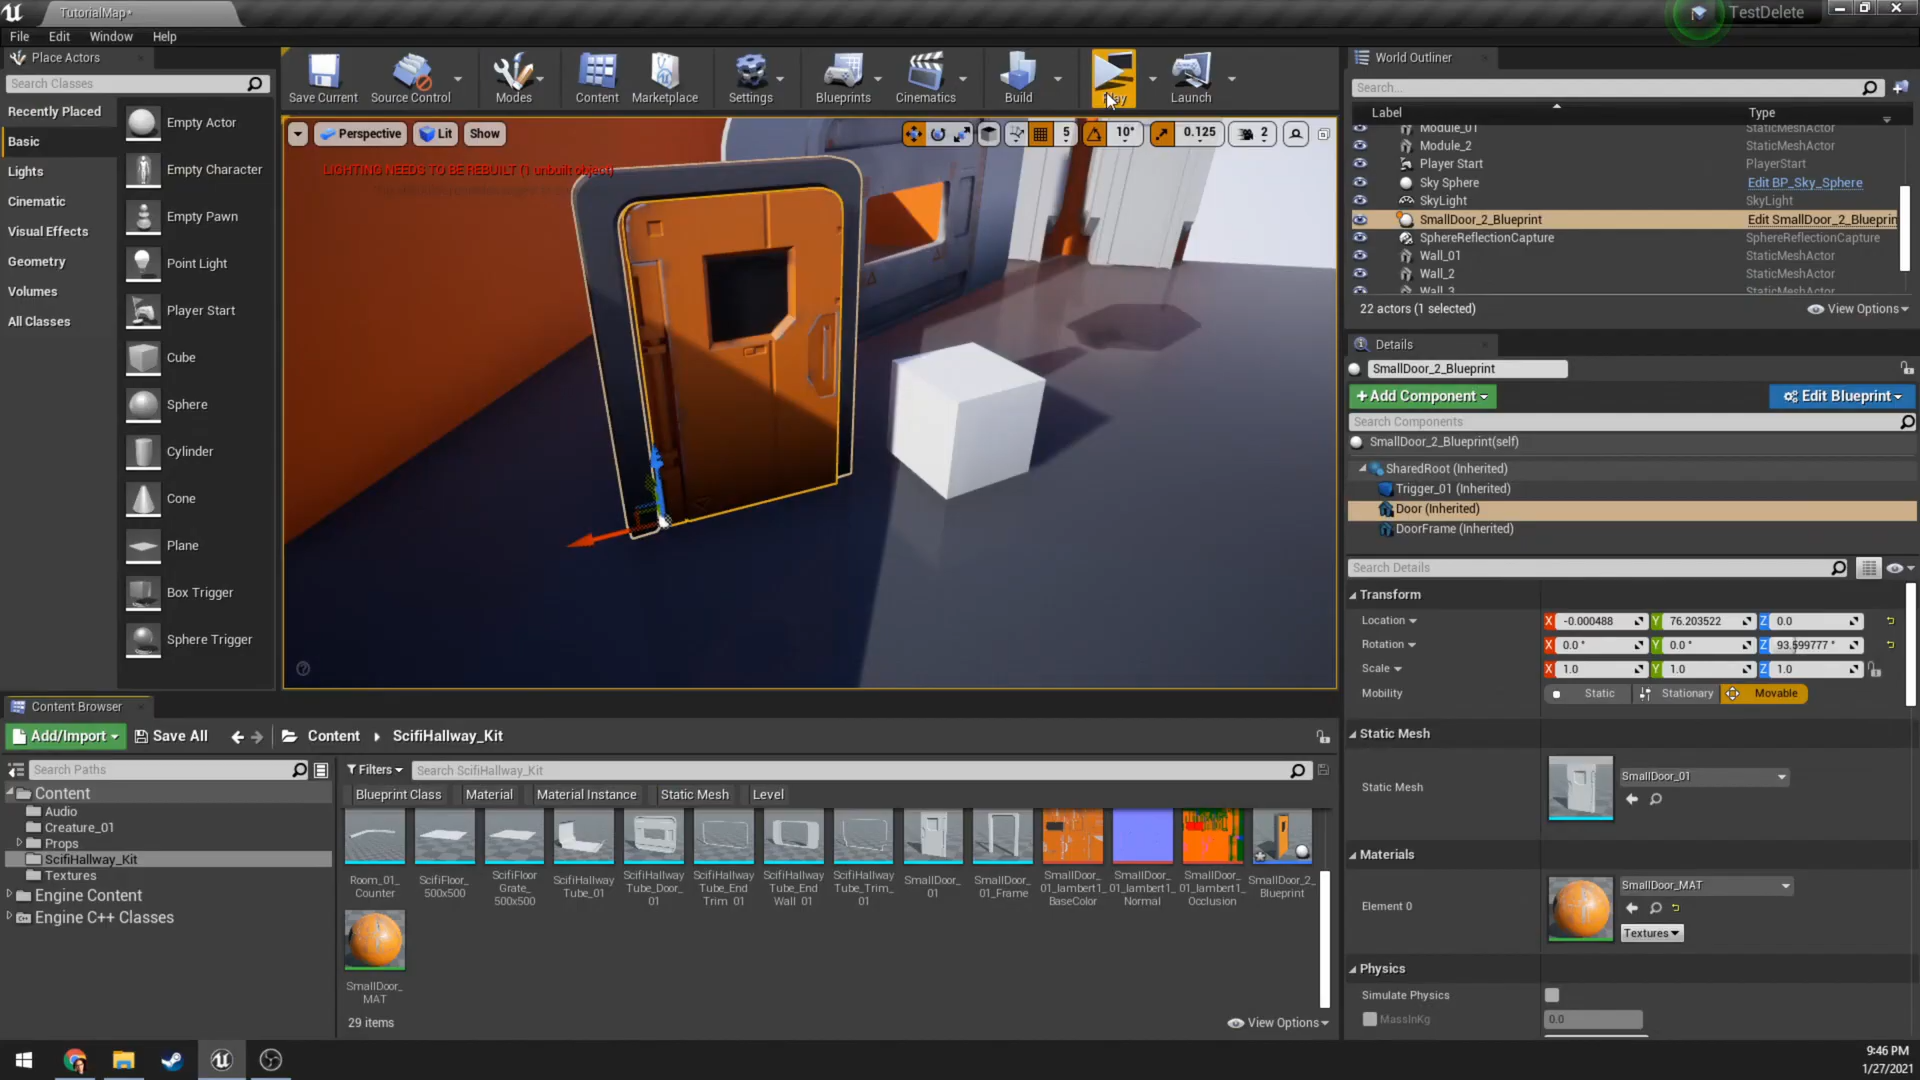 TutorialMap*
TestDelete
File Edit Window Help
Place Actors
Search Classes
Recently Placed
Basic
Lights
Cinematic
Visual Effects
Geometry
Volumes
All Classes
Empty Actor
Empty Character
Empty Pawn
Point Light
Player Start
Cube
Sphere
Cylinder
Cone
Plane
Box Trigger
Sphere Trigger
Save Current Source Control Modes Content Marketplace Settings Blueprints Cinematics Build Play Launch
Perspective Lit Show
5 10° 0.125 2
LIGHTING NEEDS TO BE REBUILT (1 unbuilt object)
World Outliner
Search...
Label Type
Module_01 StaticMeshActor
Module_2 StaticMeshActor
Player Start PlayerStart
Sky Sphere Edit BP_Sky_Sphere
SkyLight SkyLight
SmallDoor_2_Blueprint Edit SmallDoor_2_Blueprin
SphereReflectionCapture SphereReflectionCapture
Wall_01 StaticMeshActor
Wall_2 StaticMeshActor
Wall_3 StaticMeshActor
22 actors (1 selected) View Options
Details
SmallDoor_2_Blueprint
+Add Component Edit Blueprint
Search Components
SmallDoor_2_Blueprint(self)
SharedRoot (Inherited)
Trigger_01 (Inherited)
Door (Inherited)
DoorFrame (Inherited)
Search Details
Transform
Location X -0.000488 Y 76.203522 Z 0.0
Rotation X 0.0 ° Y 0.0 ° Z 93.599777 °
Scale X 1.0 Y 1.0 Z 1.0
Mobility Static Stationary Movable
Static Mesh
Static Mesh SmallDoor_01
Materials
Element 0 SmallDoor_MAT
Textures
Physics
Simulate Physics
MassInKg 0.0
Content Browser
Add/Import Save All Content ScifiHallway_Kit
Search Paths
Content
Audio
Creature_01
Props
ScifiHallway_Kit
Textures
Engine Content
Engine C++ Classes
Filters Search ScifiHallway_Kit
Blueprint Class Material Material Instance Static Mesh Level
Room_01_
Counter
ScifiFloor_
500x500
ScifiFloor
Grate_
500x500
ScifiHallway
Tube_01
ScifiHallway
Tube_Door_
01
ScifiHallway
Tube_End
Trim_01
ScifiHallway
Tube_End
Wall_01
ScifiHallway
Tube_Trim_
01
SmallDoor_
01
SmallDoor_
01_Frame
SmallDoor_
01_lambert1_
BaseColor
SmallDoor_
01_lambert1_
Normal
SmallDoor_
01_lambert1_
Occlusion
SmallDoor_2_
Blueprint
SmallDoor_
MAT
29 items View Options
9:46 PM
1/27/2021